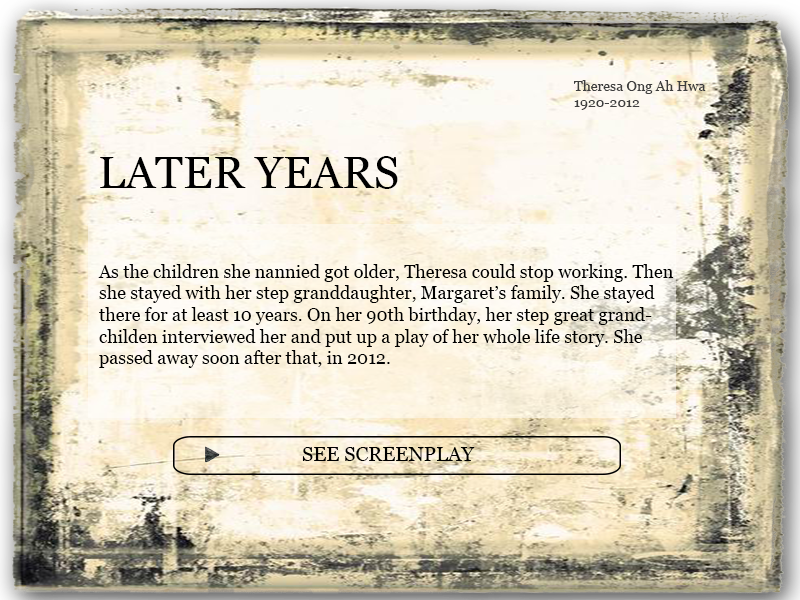 Theresa Ong Ah Hwa
1920-2012
LATER YEARS
As the children she nannied got older, Theresa could stop working. Then
she stayed with her step granddaughter, Margaret’s family. She stayed
there for at least 10 years. On her 90th birthday, her step great grand-
childen interviewed her and put up a play of her whole life story. She
passed away soon after that, in 2012.
SEE SCREENPLAY